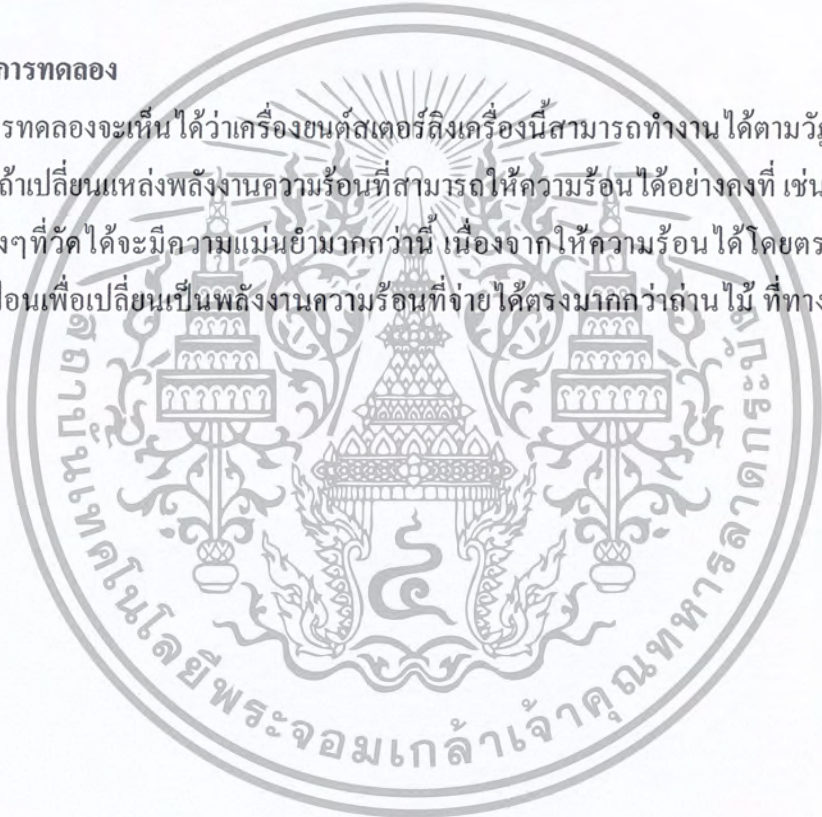 การทดลอง
รทดลองจะเห็นได้ว่าเครื่องยนต์สเตอร์ลิงเครื่องนี้สามารถทำงานได้ตามวัฏ
ถ้าเปลี่ยนแหล่งพลังงานความร้อนที่สามารถให้ความร้อนได้อย่างคงที่ เช่น
งๆที่วัดได้จะมีความแม่นยำมากกว่านี้ เนื่องจากให้ความร้อนได้โดยตร
ป้อนเพื่อเปลี่ยนเป็นพลังงานความร้อนที่จ่ายได้ตรงมากกว่าถ่านไม้ ที่ทาง
สถาบันเทคโนโลยีพระจอมเกล้าเจ้าคุณทหารลาดกระบัง
๔